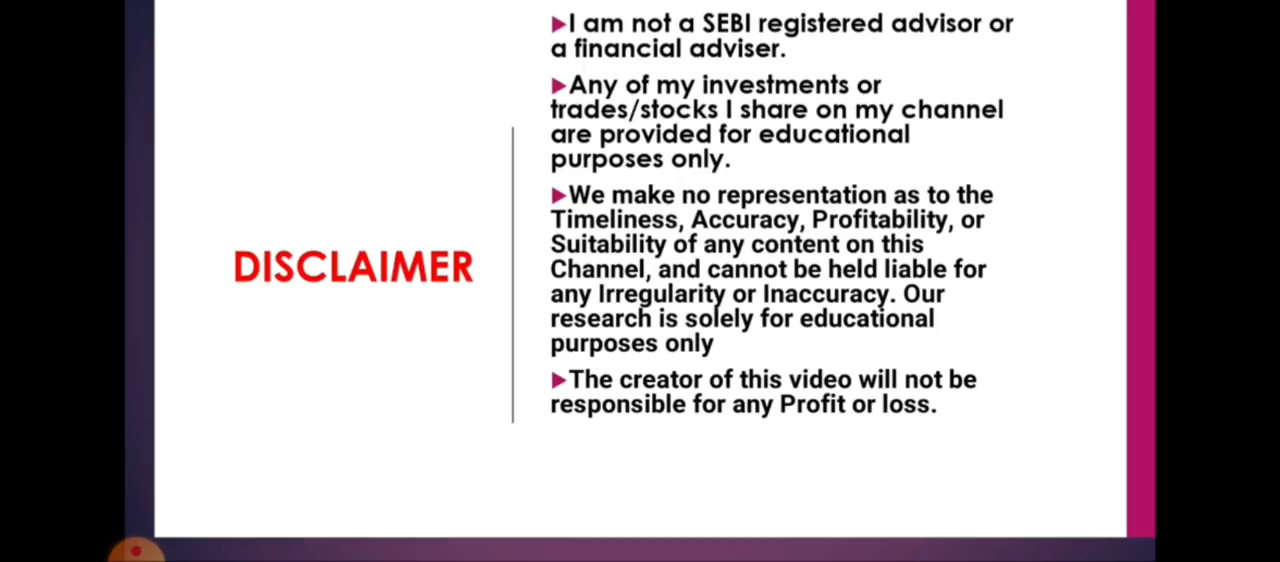 DISCLAIMER
▶I am not a SEBI registered advisor or
a financial adviser.
▶Any of my investments or
trades/stocks I share on my channel
are provided for educational
purposes only.
▶We make no representation as to the
Timeliness, Accuracy, Profitability, or
Suitability of any content on this
Channel, and cannot be held liable for
any Irregularity or Inaccuracy. Our
research is solely for educational
purposes only
▶The creator of this video will not be
responsible for any Profit or loss.